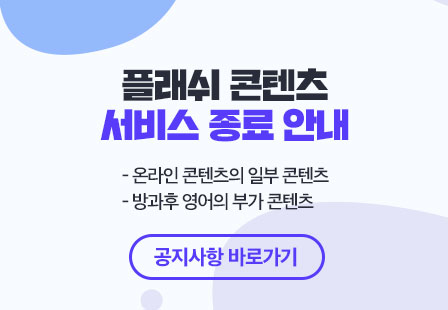 플래쉬 콘텐츠
서비스 종료 안내
- 온라인 콘텐츠의 일부 콘텐츠
- 방과후 영어의 부가 콘텐츠
공지사항 바로가기